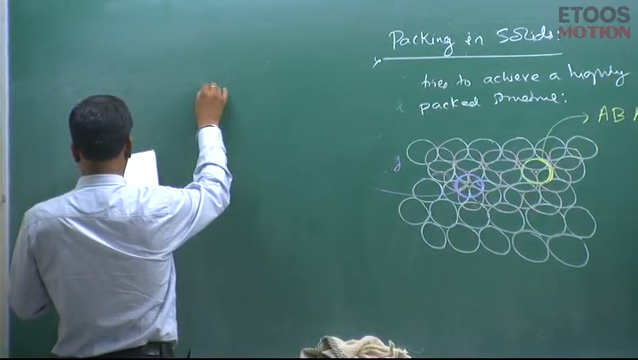 ETOOS
MOTION
Packing in Solids:
tries to achieve a highly
packed structure:
AB A